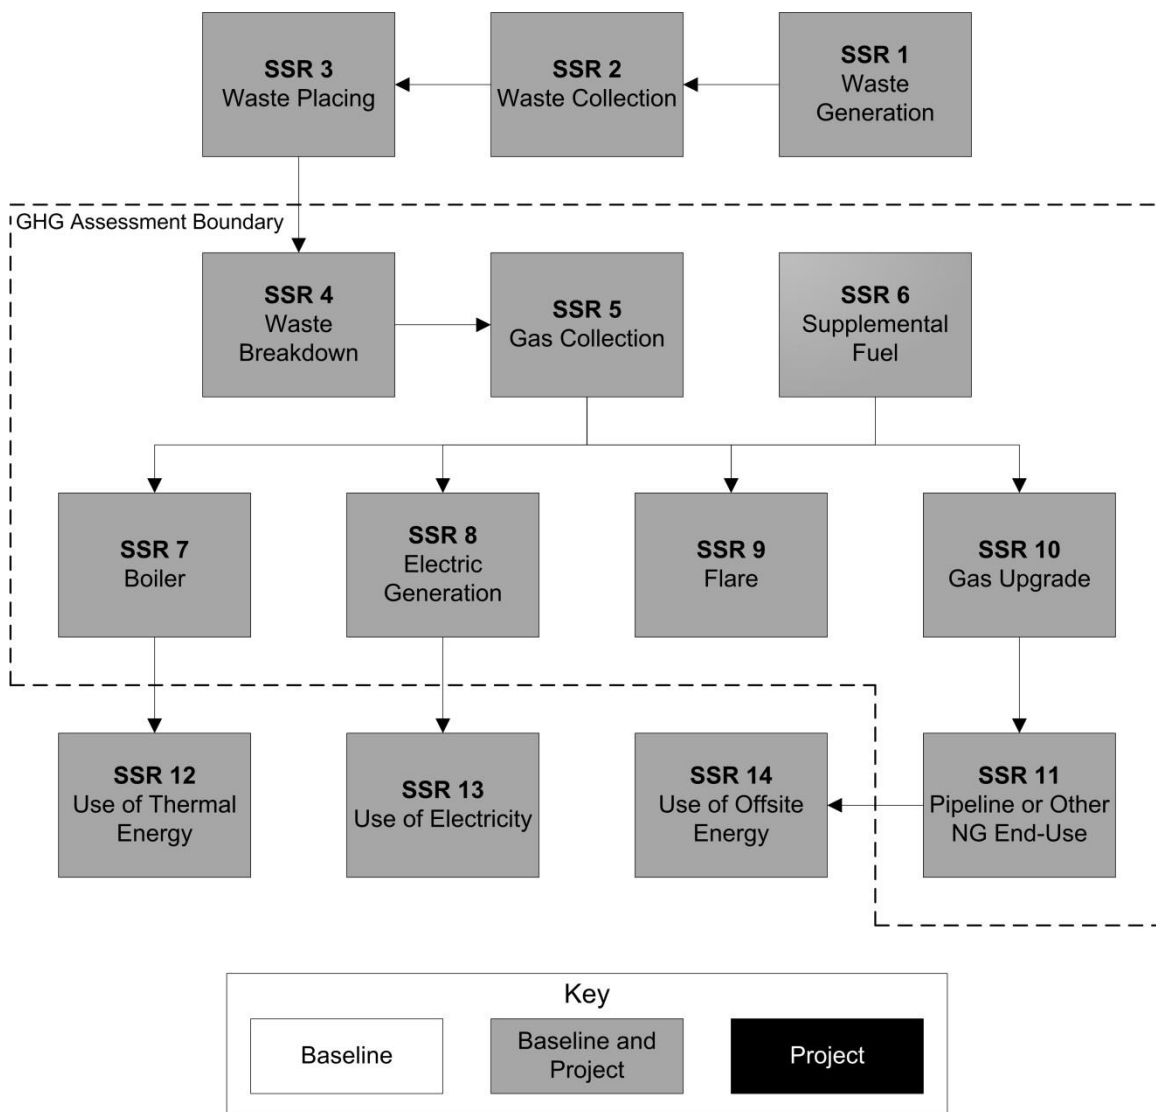 SSR 3
Waste Placing
SSR 2
Waste Collection
SSR 1
Waste
Generation
GHG Assessment Boundary
SSR 4
Waste
Breakdown
SSR 5
Gas Collection
SSR 6
Supplemental
Fuel
SSR 7
Boiler
SSR 8
Electric
Generation
SSR 9
Flare
SSR 10
Gas Upgrade
SSR 12
Use of Thermal
Energy
SSR 13
Use of Electricity
SSR 14
Use of Offsite
Energy
SSR 11
Pipeline or Other
NG End-Use
Key
Baseline
Baseline and
Project
Project